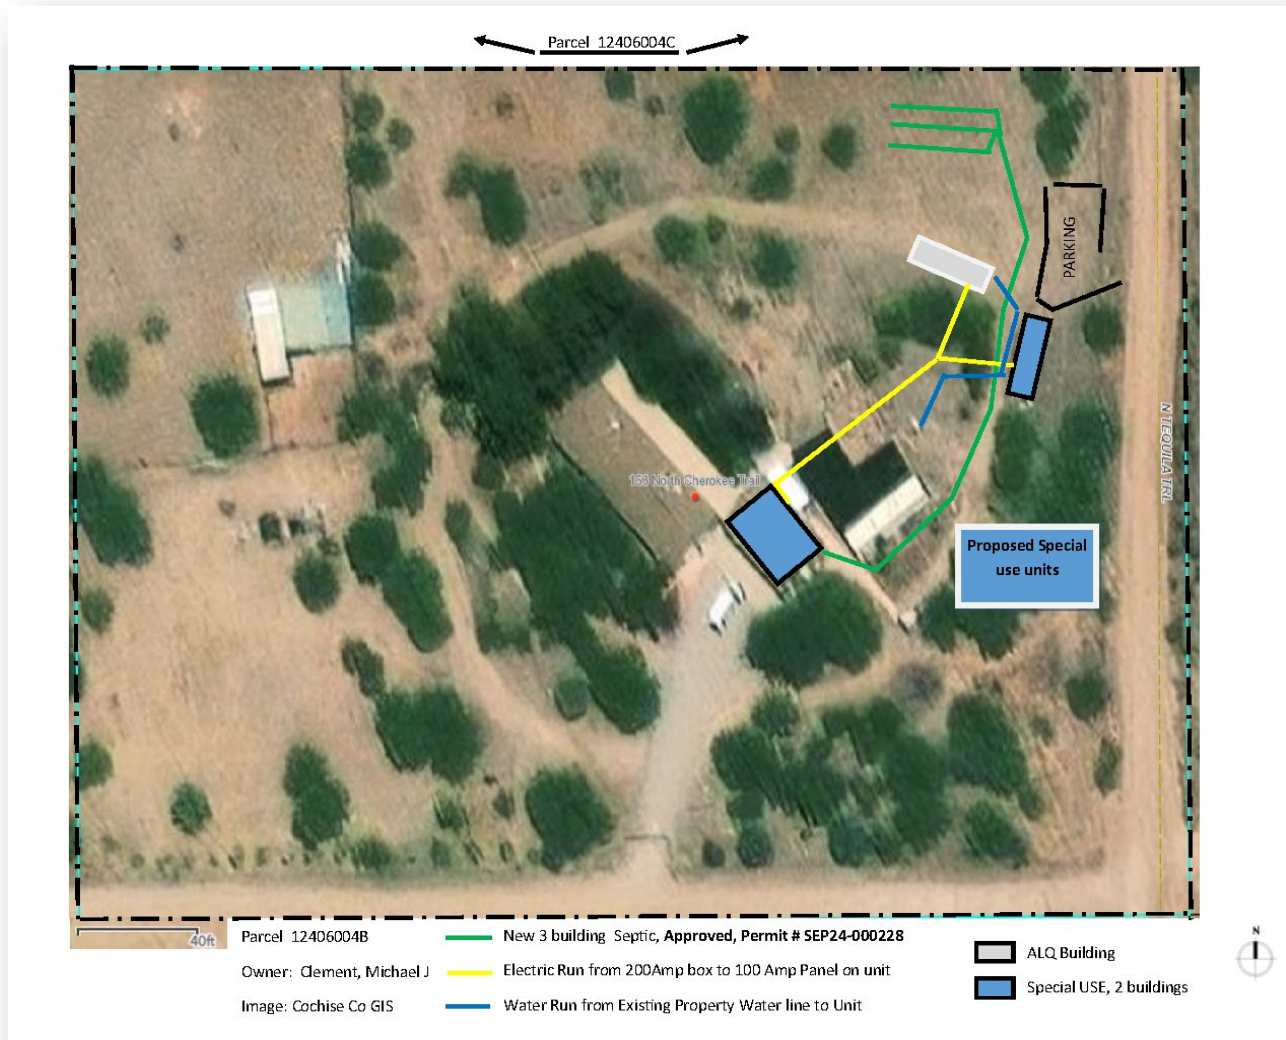 Parcel 12406004C
PARKING
N TEQUILA TRL
153 North Cherokee Trail
Proposed Special
use units
40ft
Parcel 12406004B
Owner: Clement, Michael J
Image: Cochise Co GIS
New 3 building Septic, Approved, Permit # SEP24-000228
Electric Run from 200Amp box to 100 Amp Panel on unit
Water Run from Existing Property Water line to Unit
ALQ Building
Special USE, 2 buildings
N